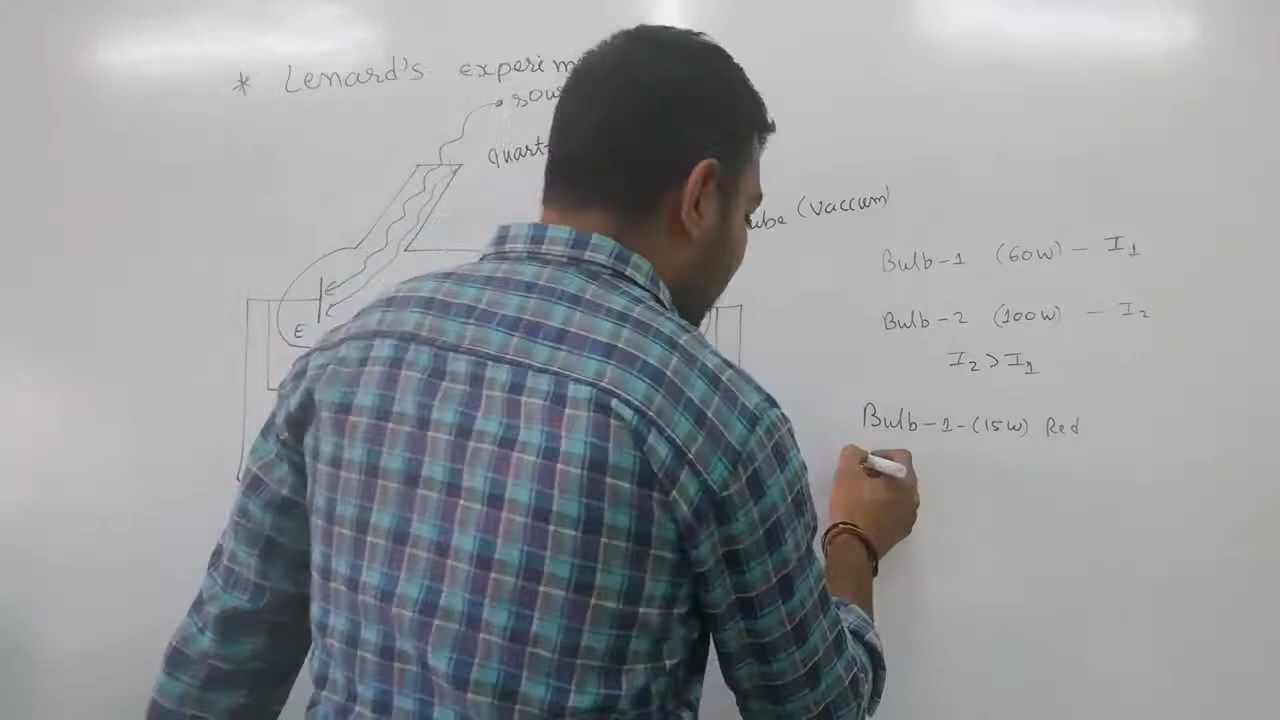 * Lenard's experim
sou
quart
ube (Vaccum)
E
Bulb-1 (60W) - I1
Bulb-2 (100W) - I2
I2 > I1
Bulb-1-(15W) Red